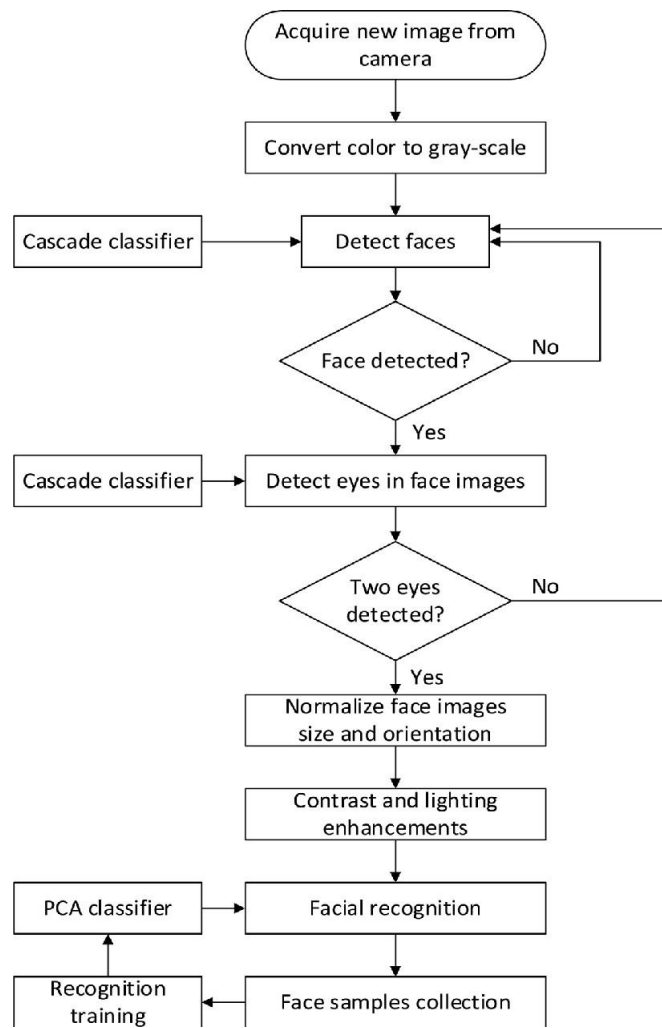 Acquire new image from
camera
Convert color to gray-scale
Cascade classifier
Detect faces
Face detected?
No
Yes
Cascade classifier
Detect eyes in face images
Two eyes
detected?
No
Yes
Normalize face images
size and orientation
Contrast and lighting
enhancements
PCA classifier
Facial recognition
Recognition
training
Face samples collection